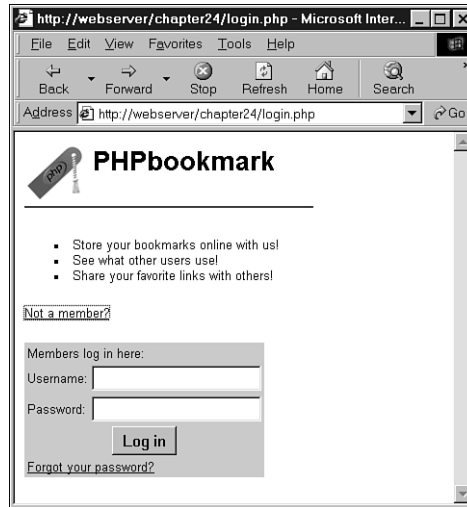 http://webserver/chapter24/login.php - Microsoft Inter...
File Edit View Favorites Tools Help
Back Forward Stop Refresh Home Search
Address http://webserver/chapter24/login.php Go
php
PHPbookmark
Store your bookmarks online with us!
See what other users use!
Share your favorite links with others!
Not a member?
Members log in here:
Username:
Password:
Log in
Forgot your password?